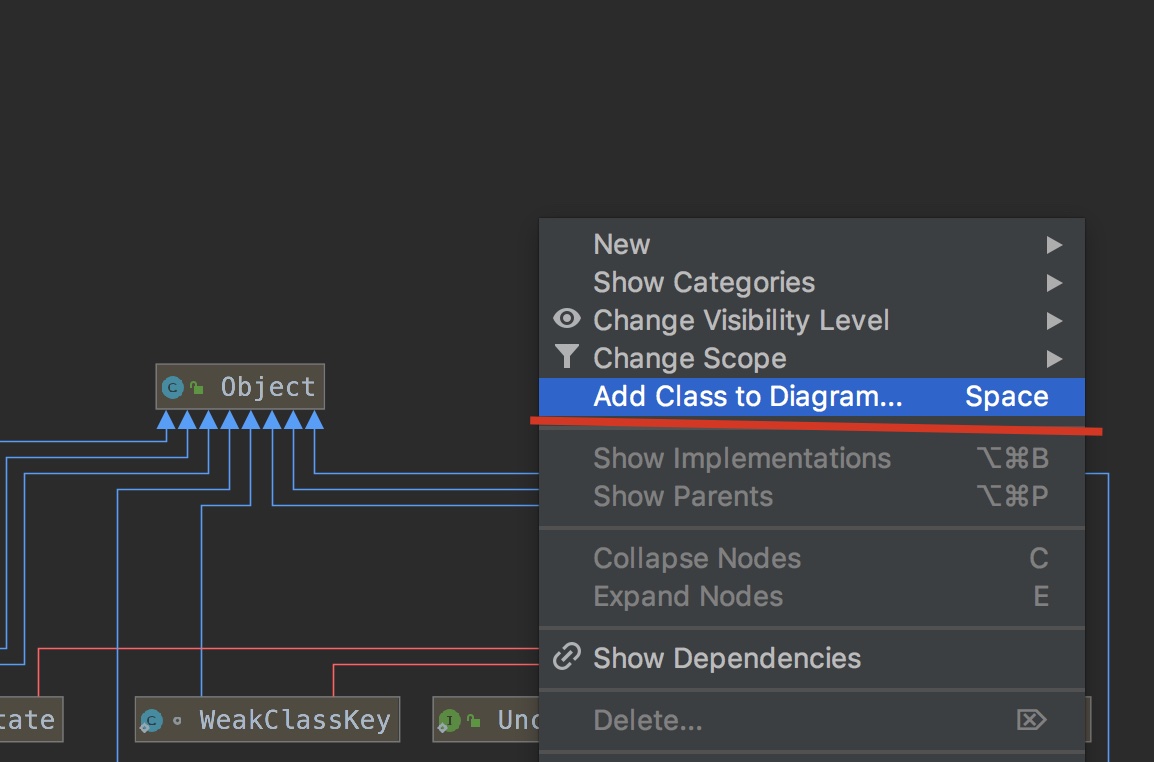 New
Show Categories
Change Visibility Level
Change Scope
Object
Add Class to Diagram... Space
Show Implementations ⌥⌘B
Show Parents ⌥⌘P
Collapse Nodes C
Expand Nodes E
Show Dependencies
tate
WeakClassKey
Unc
Delete...